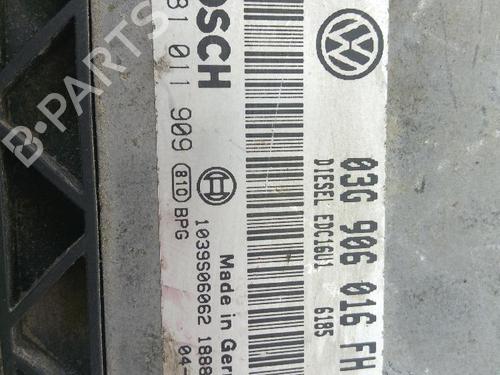 BOSCH
81 011 909
81D BPG
1039S06062 1888
Made in Ger
04-
03G 906 016 FH
DIESEL EDC16U1
6185
B-PARTS